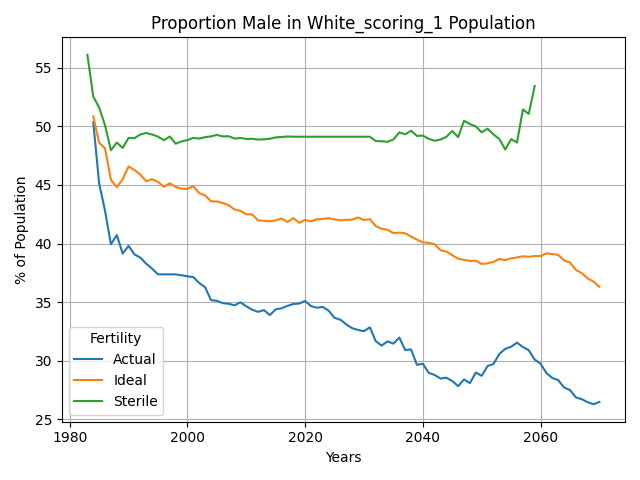 Proportion Male in White_scoring_1 Population
% of Population
55
50
45
40
35
30
25
Fertility
Actual
Ideal
Sterile
1980
2000
2020
2040
2060
Years